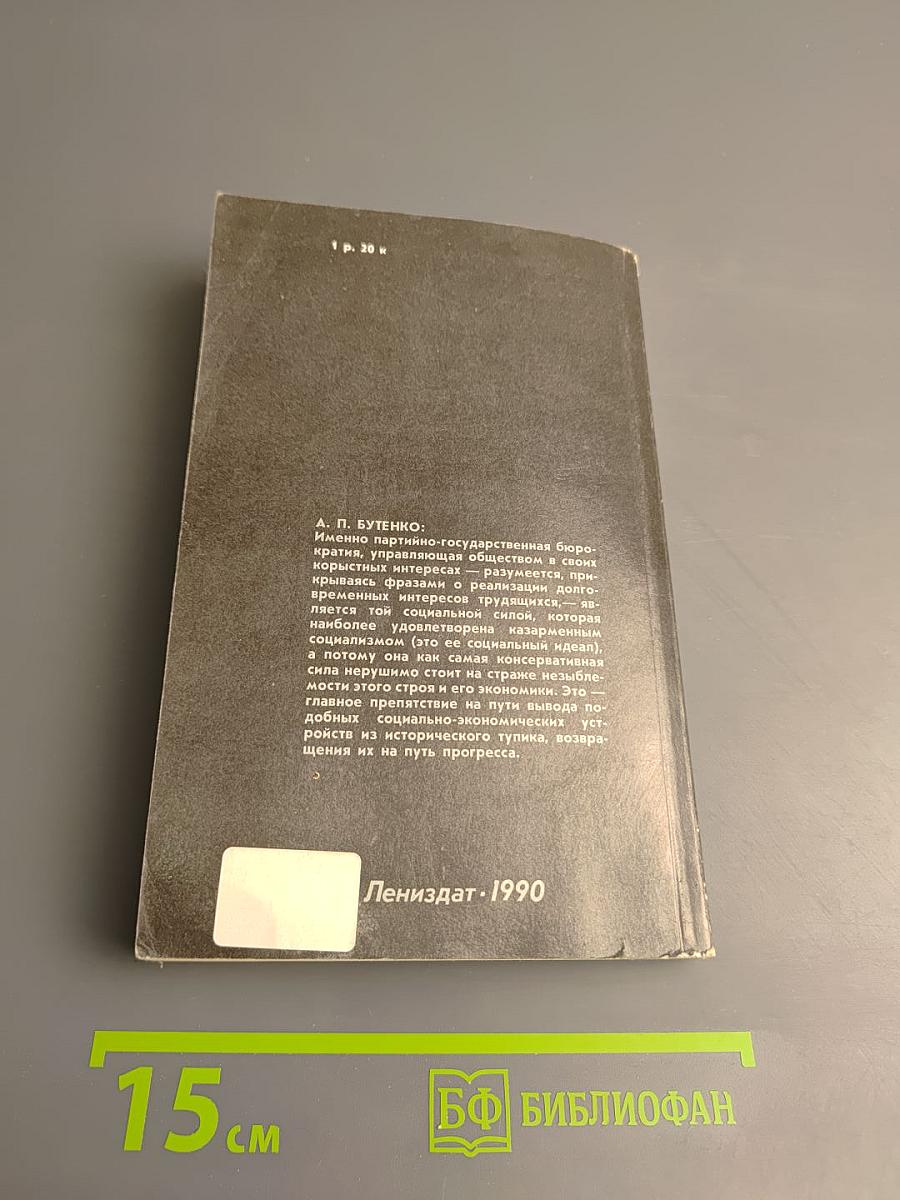 1 р. 20 к
А. П. БУТЕНКО:
Именно партийно-государственная бюро-
кратия, управляющая обществом в своих
корыстных интересах — разумеется, при-
крываясь фразами о реализации долго-
временных интересов трудящихся,— яв-
ляется той социальной силой, которая
наиболее удовлетворена казарменным
социализмом (это ее социальный идеал),
а потому она как самая консервативная
сила нерушимо стоит на страже незыбле-
мости этого строя и его экономики. Это —
главное препятствие на пути вывода по-
добных социально-экономических уст-
ройств из исторического тупика, возвра-
щения их на путь прогресса.
Лениздат · 1990
15 см
БФ БИБЛИОФАН